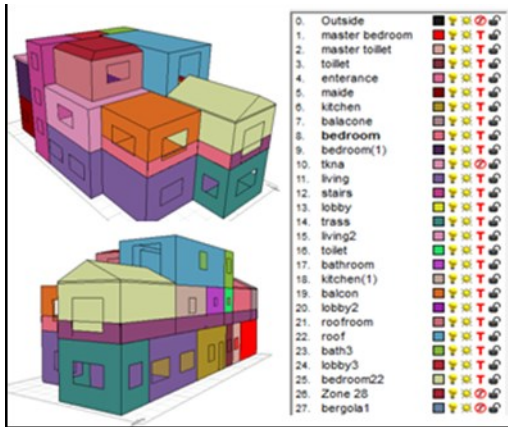 0. Outside
1. master bedroom
2. master toillet
3. toillet
4. enterance
5. maide
6. kitchen
7. balacone
8. bedroom
9. bedroom(1)
10. tkna
11. living
12. stairs
13. lobby
14. trass
15. living2
16. toilet
17. bathroom
18. kitchen(1)
19. balcon
20. lobby2
21. roofroom
22. roof
23. bath3
24. lobby3
25. bedroom22
26. Zone 28
27. bergola1